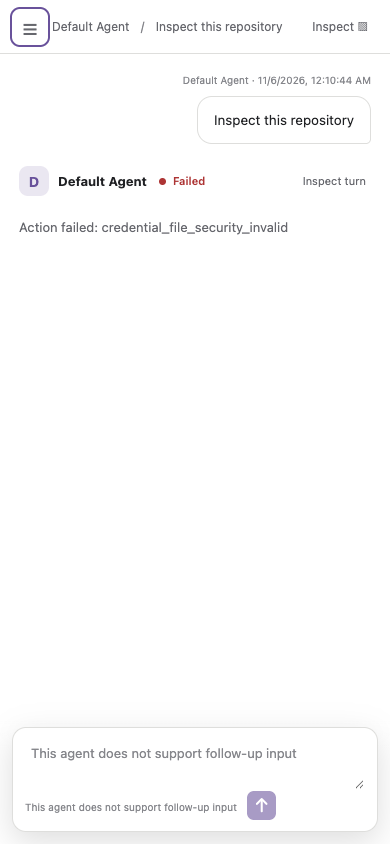 Default Agent / Inspect this repository Inspect
Default Agent · 11/6/2026, 12:10:44 AM
Inspect this repository
D Default Agent Failed Inspect turn
Action failed: credential_file_security_invalid
This agent does not support follow-up input
This agent does not support follow-up input